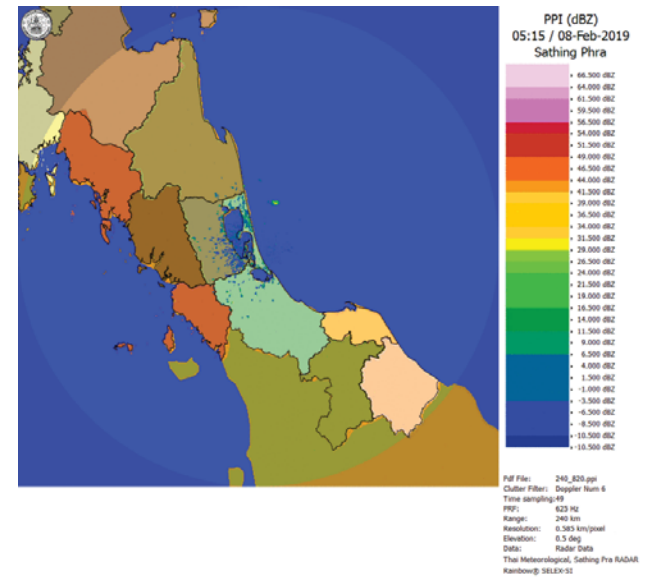 PPI (dBZ)
05:15 / 08-Feb-2019
Sathing Phra
66.500 dBZ
64.000 dBZ
61.500 dBZ
59.500 dBZ
56.500 dBZ
54.000 dBZ
51.500 dBZ
49.000 dBZ
46.500 dBZ
44.000 dBZ
41.500 dBZ
39.000 dBZ
36.500 dBZ
34.000 dBZ
31.500 dBZ
29.000 dBZ
26.500 dBZ
24.000 dBZ
21.500 dBZ
19.000 dBZ
16.500 dBZ
14.000 dBZ
11.500 dBZ
9.000 dBZ
6.500 dBZ
4.000 dBZ
1.500 dBZ
-3.500 dBZ
-6.500 dBZ
-8.500 dBZ
-10.500 dBZ
-10.500 dBZ
Pdf File: 240_820.ppi
Clutter Filter: Doppler Num 6
Time sampling:49
PRF: 623 Hz
Range: 240 km
Resolution: 0.585 km/pixel
Elevation: 0.5 deg
Data: Radar Data
Thai Meteorological, Sathing Pra RADAR
Rainbow® SELEX-SI